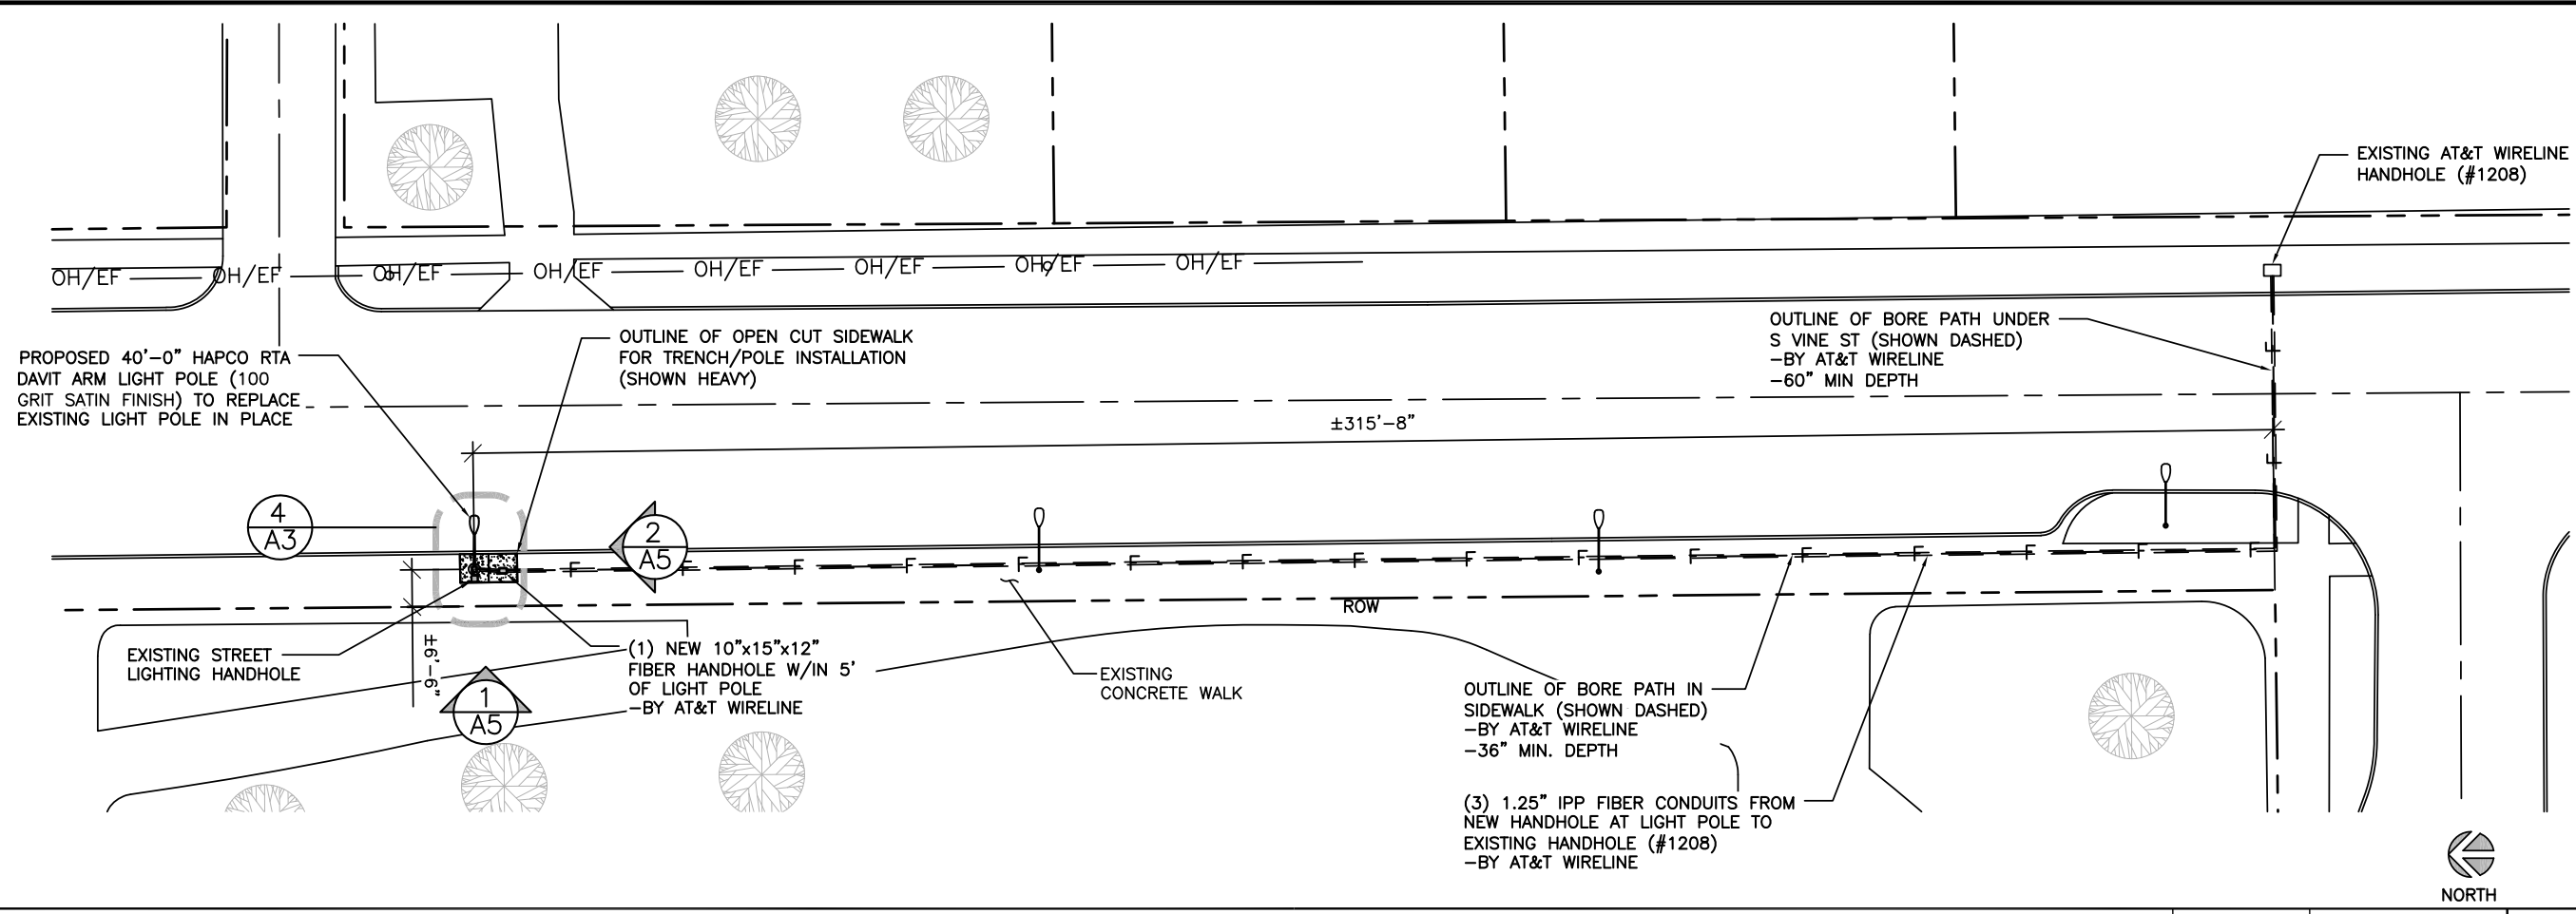 EXISTING AT&T WIRELINE
HANDHOLE (#1208)
OH/EF OH/EF OH/EF OH/EF OH/EF OH/EF OH/EF OH/EF
OUTLINE OF BORE PATH UNDER
S VINE ST (SHOWN DASHED)
-BY AT&T WIRELINE
-60" MIN DEPTH
OUTLINE OF OPEN CUT SIDEWALK
FOR TRENCH/POLE INSTALLATION
(SHOWN HEAVY)
PROPOSED 40'-0" HAPCO RTA
DAVIT ARM LIGHT POLE (100
GRIT SATIN FINISH) TO REPLACE
EXISTING LIGHT POLE IN PLACE
±315'-8"
4
A3
2
A5
F F F F F F F F F F F F F F F F
F
F
ROW
EXISTING STREET
LIGHTING HANDHOLE
±6'-6"
1
A5
(1) NEW 10"x15"x12"
FIBER HANDHOLE W/IN 5'
OF LIGHT POLE
-BY AT&T WIRELINE
EXISTING
CONCRETE WALK
OUTLINE OF BORE PATH IN
SIDEWALK (SHOWN DASHED)
-BY AT&T WIRELINE
-36" MIN. DEPTH
(3) 1.25" IPP FIBER CONDUITS FROM
NEW HANDHOLE AT LIGHT POLE TO
EXISTING HANDHOLE (#1208)
-BY AT&T WIRELINE
NORTH